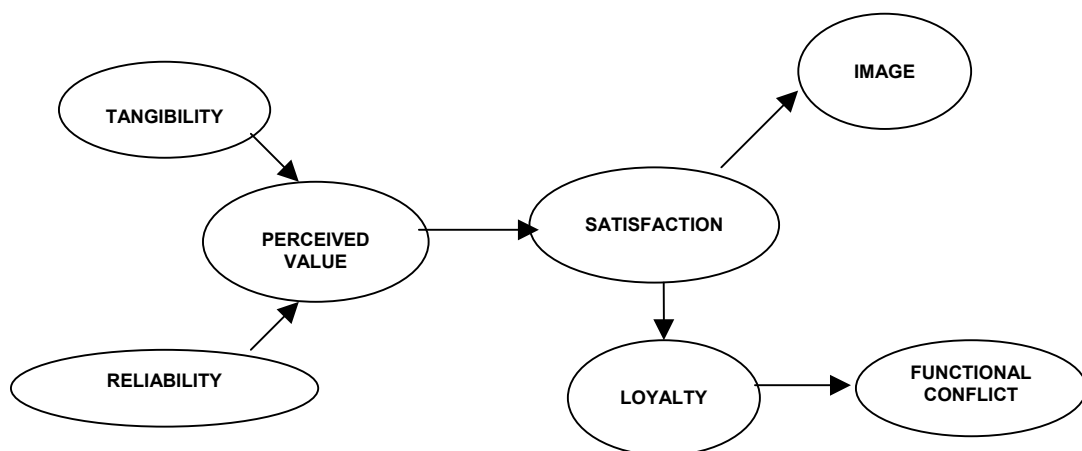 IMAGE
TANGIBILITY
PERCEIVED
VALUE
SATISFACTION
RELIABILITY
LOYALTY
FUNCTIONAL
CONFLICT